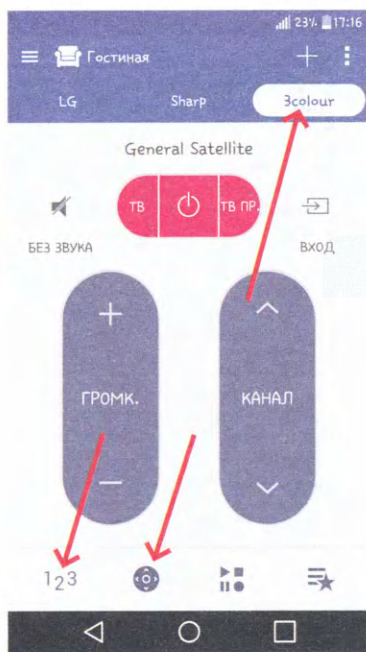 23% 17:16
Гостиная
LG Sharp 3colour
General Satellite
ТВ ТВ ПР.
БЕЗ ЗВУКА ВХОД
ГРОМК. КАНАЛ
123